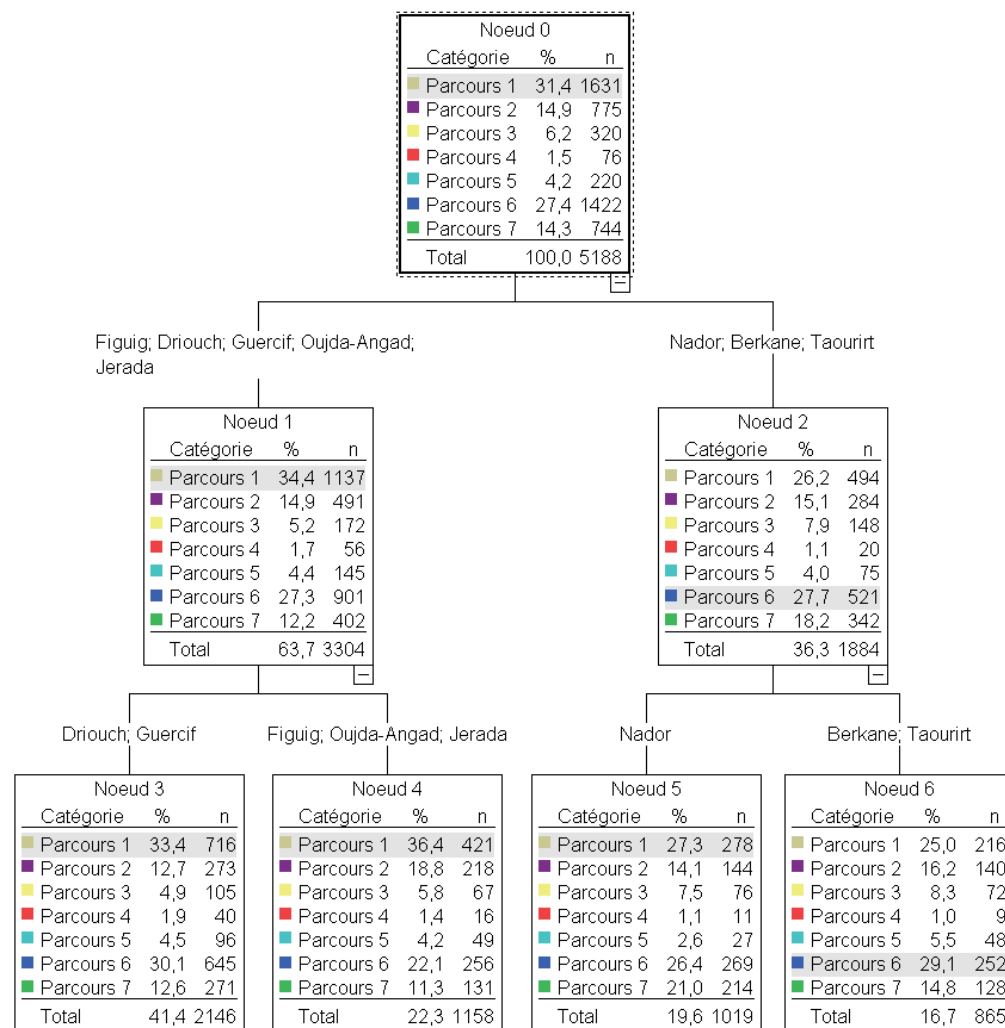 Noeud 0
Catégorie % n
Parcours 1 31,4 1631
Parcours 2 14,9 775
Parcours 3 6,2 320
Parcours 4 1,5 76
Parcours 5 4,2 220
Parcours 6 27,4 1422
Parcours 7 14,3 744
Total 100,0 5188
Figuig; Driouch; Guercif; Oujda-Angad;
Jerada
Nador; Berkane; Taourirt
Noeud 1
Catégorie % n
Parcours 1 34,4 1137
Parcours 2 14,9 491
Parcours 3 5,2 172
Parcours 4 1,7 56
Parcours 5 4,4 145
Parcours 6 27,3 901
Parcours 7 12,2 402
Total 63,7 3304
Noeud 2
Catégorie % n
Parcours 1 26,2 494
Parcours 2 15,1 284
Parcours 3 7,9 148
Parcours 4 1,1 20
Parcours 5 4,0 75
Parcours 6 27,7 521
Parcours 7 18,2 342
Total 36,3 1884
Driouch; Guercif
Figuig; Oujda-Angad; Jerada
Nador
Berkane; Taourirt
Noeud 3
Catégorie % n
Parcours 1 33,4 716
Parcours 2 12,7 273
Parcours 3 4,9 105
Parcours 4 1,9 40
Parcours 5 4,5 96
Parcours 6 30,1 645
Parcours 7 12,6 271
Total 41,4 2146
Noeud 4
Catégorie % n
Parcours 1 36,4 421
Parcours 2 18,8 218
Parcours 3 5,8 67
Parcours 4 1,4 16
Parcours 5 4,2 49
Parcours 6 22,1 256
Parcours 7 11,3 131
Total 22,3 1158
Noeud 5
Catégorie % n
Parcours 1 27,3 278
Parcours 2 14,1 144
Parcours 3 7,5 76
Parcours 4 1,1 11
Parcours 5 2,6 27
Parcours 6 26,4 269
Parcours 7 21,0 214
Total 19,6 1019
Noeud 6
Catégorie % n
Parcours 1 25,0 216
Parcours 2 16,2 140
Parcours 3 8,3 72
Parcours 4 1,0 9
Parcours 5 5,5 48
Parcours 6 29,1 252
Parcours 7 14,8 128
Total 16,7 865